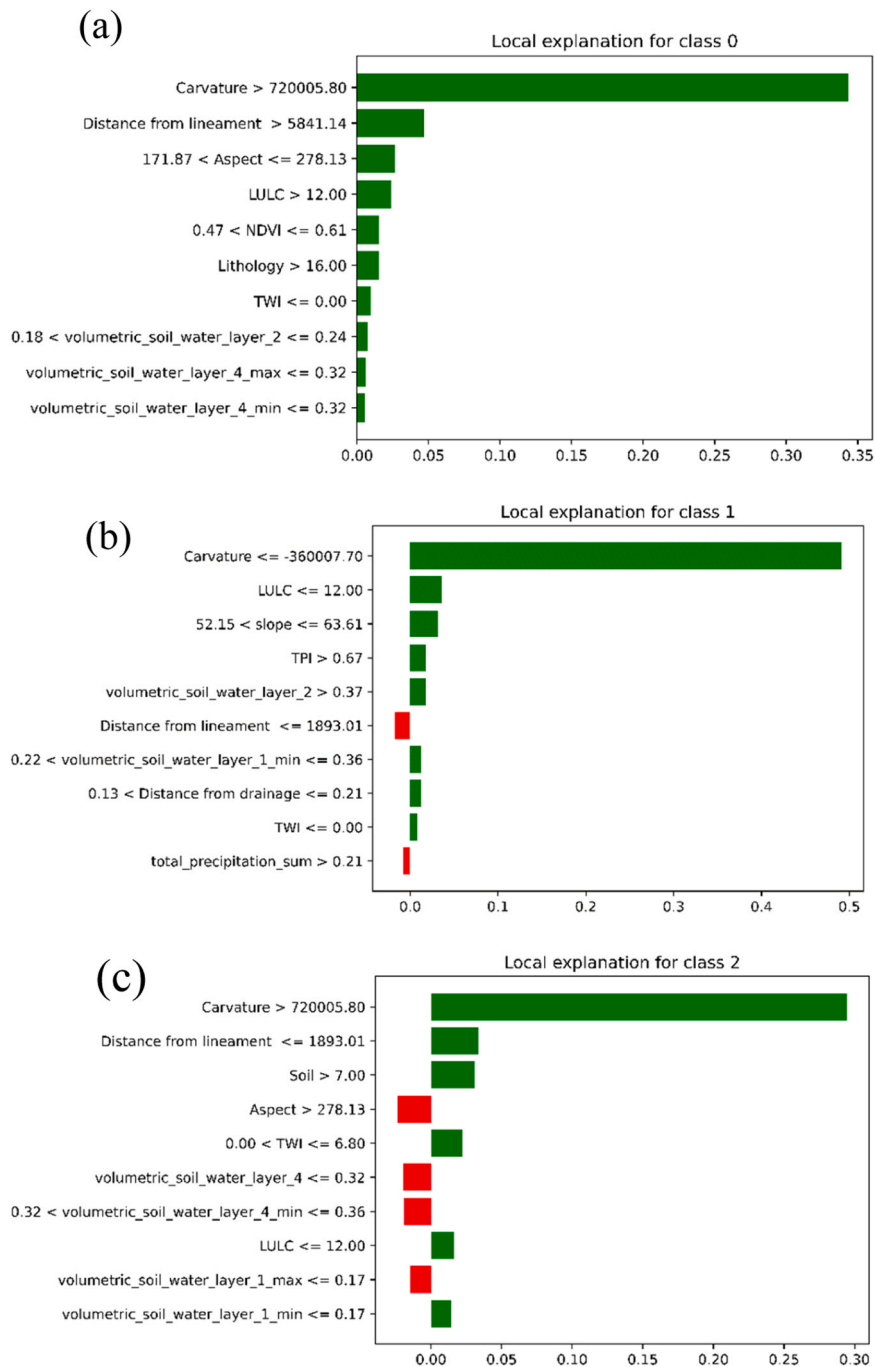 (a)
Local explanation for class 0
Carvature > 720005.80
Distance from lineament > 5841.14
171.87 < Aspect <= 278.13
LULC > 12.00
0.47 < NDVI <= 0.61
Lithology > 16.00
TWI <= 0.00
0.18 < volumetric_soil_water_layer_2 <= 0.24
volumetric_soil_water_layer_4_max <= 0.32
volumetric_soil_water_layer_4_min <= 0.32
0.00 0.05 0.10 0.15 0.20 0.25 0.30 0.35
(b)
Local explanation for class 1
Carvature <= -360007.70
LULC <= 12.00
52.15 < slope <= 63.61
TPI > 0.67
volumetric_soil_water_layer_2 > 0.37
Distance from lineament <= 1893.01
0.22 < volumetric_soil_water_layer_1_min <= 0.36
0.13 < Distance from drainage <= 0.21
TWI <= 0.00
total_precipitation_sum > 0.21
0.0 0.1 0.2 0.3 0.4 0.5
(c)
Local explanation for class 2
Carvature > 720005.80
Distance from lineament <= 1893.01
Soil > 7.00
Aspect > 278.13
0.00 < TWI <= 6.80
volumetric_soil_water_layer_4 <= 0.32
0.32 < volumetric_soil_water_layer_4_min <= 0.36
LULC <= 12.00
volumetric_soil_water_layer_1_max <= 0.17
volumetric_soil_water_layer_1_min <= 0.17
0.00 0.05 0.10 0.15 0.20 0.25 0.30